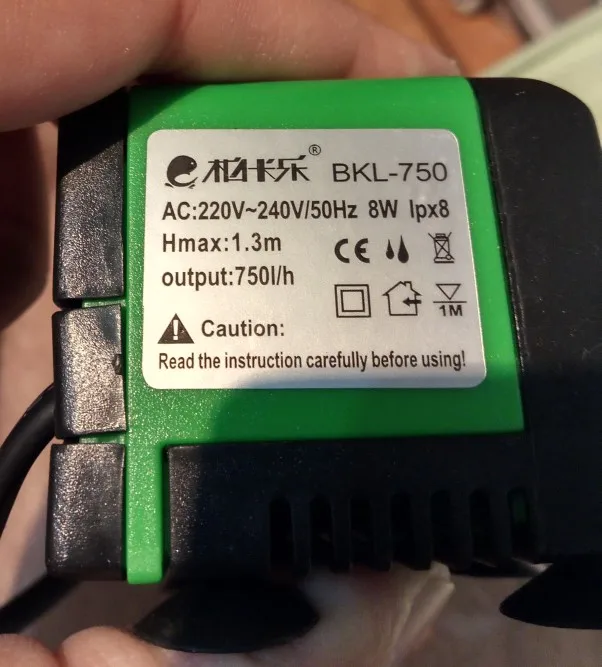 柏卡乐® BKL-750
AC:220V~240V/50Hz 8W Ipx8
Hmax:1.3m
output:750l/h
CE
1M
Caution:
Read the instruction carefully before using!